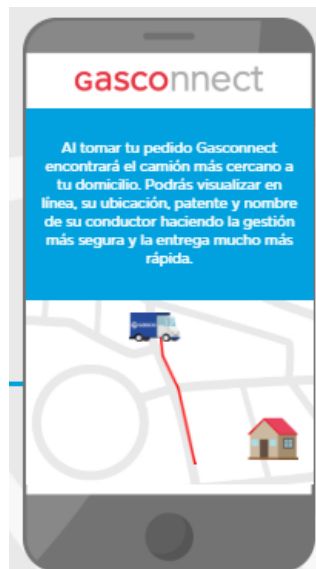 Gasconnect
Al tomar tu pedido Gasconnect
encontrará el camión más cercano a
tu domicilio. Podrás visualizar en
línea, su ubicación, patente y nombre
de su conductor haciendo la gestión
más segura y la entrega mucho más
rápida.